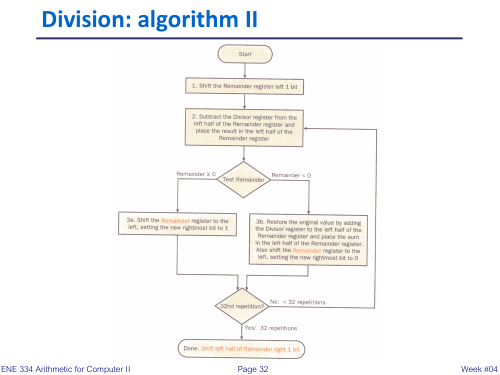 Division: algorithm II
Start
1. Shift the Remainder register left 1 bit
2. Subtract the Divisor register from the
left half of the Remainder register and
place the result in the left half of the
Remainder register
Remainder ≥ 0
Test Remainder
Remainder < 0
3a. Shift the Remainder register to the
left, setting the new rightmost bit to 1
3b. Restore the original value by adding
the Divisor register to the left half of the
Remainder register and place the sum
in the left half of the Remainder register.
Also shift the Remainder register to the
left, setting the new rightmost bit to 0
32nd repetition?
No: < 32 repetitions
Yes: 32 repetitions
Done. Shift left half of Remainder right 1 bit
ENE 334 Arithmetic for Computer II
Page 32
Week #04